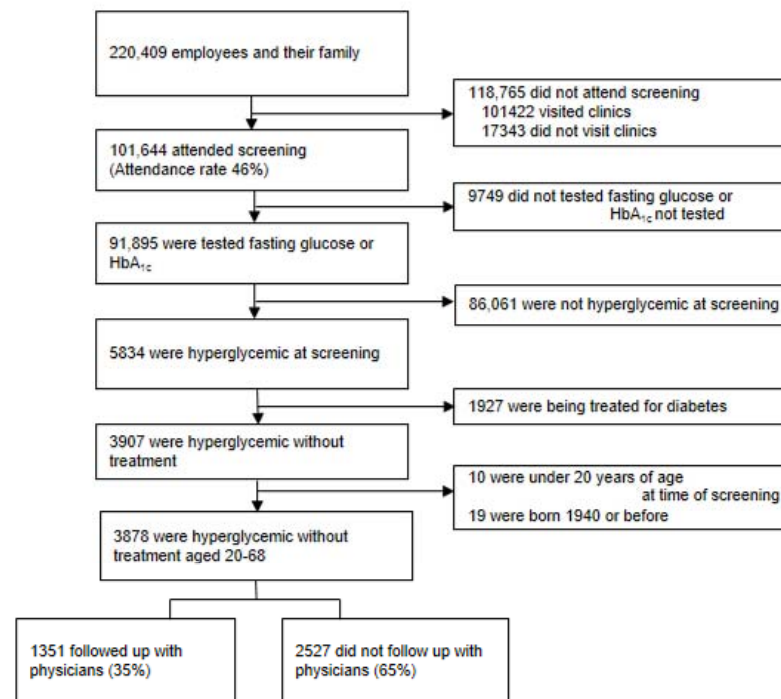 220,409 employees and their family
118,765 did not attend screening
101422 visited clinics
17343 did not visit clinics
101,644 attended screening
(Attendance rate 46%)
9749 did not tested fasting glucose or
HbA1c not tested
91,895 were tested fasting glucose or
HbA1c
86,061 were not hyperglycemic at screening
5834 were hyperglycemic at screening
1927 were being treated for diabetes
3907 were hyperglycemic without
treatment
10 were under 20 years of age
at time of screening
19 were born 1940 or before
3878 were hyperglycemic without
treatment aged 20-68
1351 followed up with
physicians (35%)
2527 did not follow up with
physicians (65%)